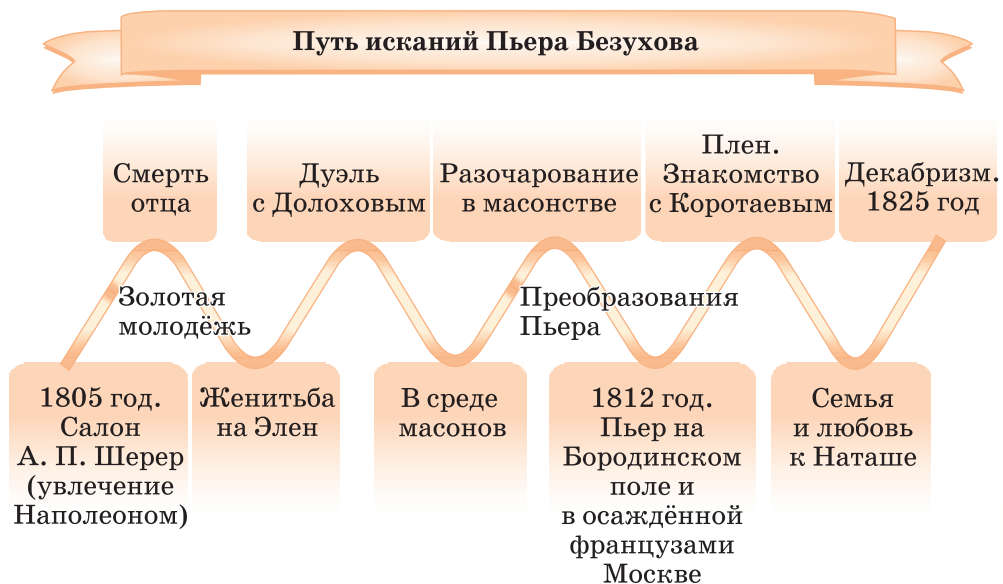 Путь исканий Пьера Безухова
Смерть
отца
Дуэль
с Долоховым
Разочарование
в масонстве
Плен.
Знакомство
с Коротаевым
Декабризм.
1825 год
Золотая
молодёжь
Преобразования
Пьера
1805 год.
Салон
А. П. Шерер
(увлечение
Наполеоном)
Женитьба
на Элен
В среде
масонов
1812 год.
Пьер на
Бородинском
поле и
в осаждённой
французами
Москве
Семья
и любовь
к Наташе